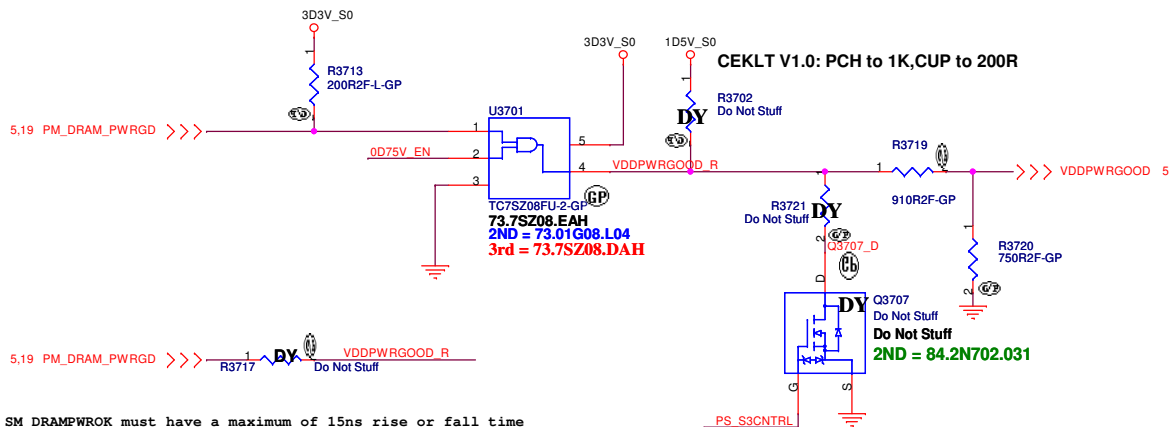 3D3V_S0
3D3V_S0
1D5V_S0
CEKLT V1.0: PCH to 1K,CUP to 200R
1
R3713
200R2F-L-GP
1
R3702
Do Not Stuff
DY
U3701
5,19 PM_DRAM_PWRGD
1
5
0D75V_EN
2
4
VDDPWRGOOD_R
3
R3719
1
910R2F-GP
VDDPWRGOOD 5
TC7SZ08FU-2-GP
GP
73.7SZ08.EAH
2ND = 73.01G08.L04
3rd = 73.7SZ08.DAH
1
R3721
DY
Do Not Stuff
2
G/P
Q3707_D
1
R3720
750R2F-GP
2
G/P
D
DY
Q3707
Do Not Stuff
Do Not Stuff
2ND = 84.2N702.031
5,19 PM_DRAM_PWRGD
1
DY
VDDPWRGOOD_R
R3717
Do Not Stuff
G
S
PS_S3CNTRL
SM DRAMPWROK must have a maximum of 15ns rise or fall time